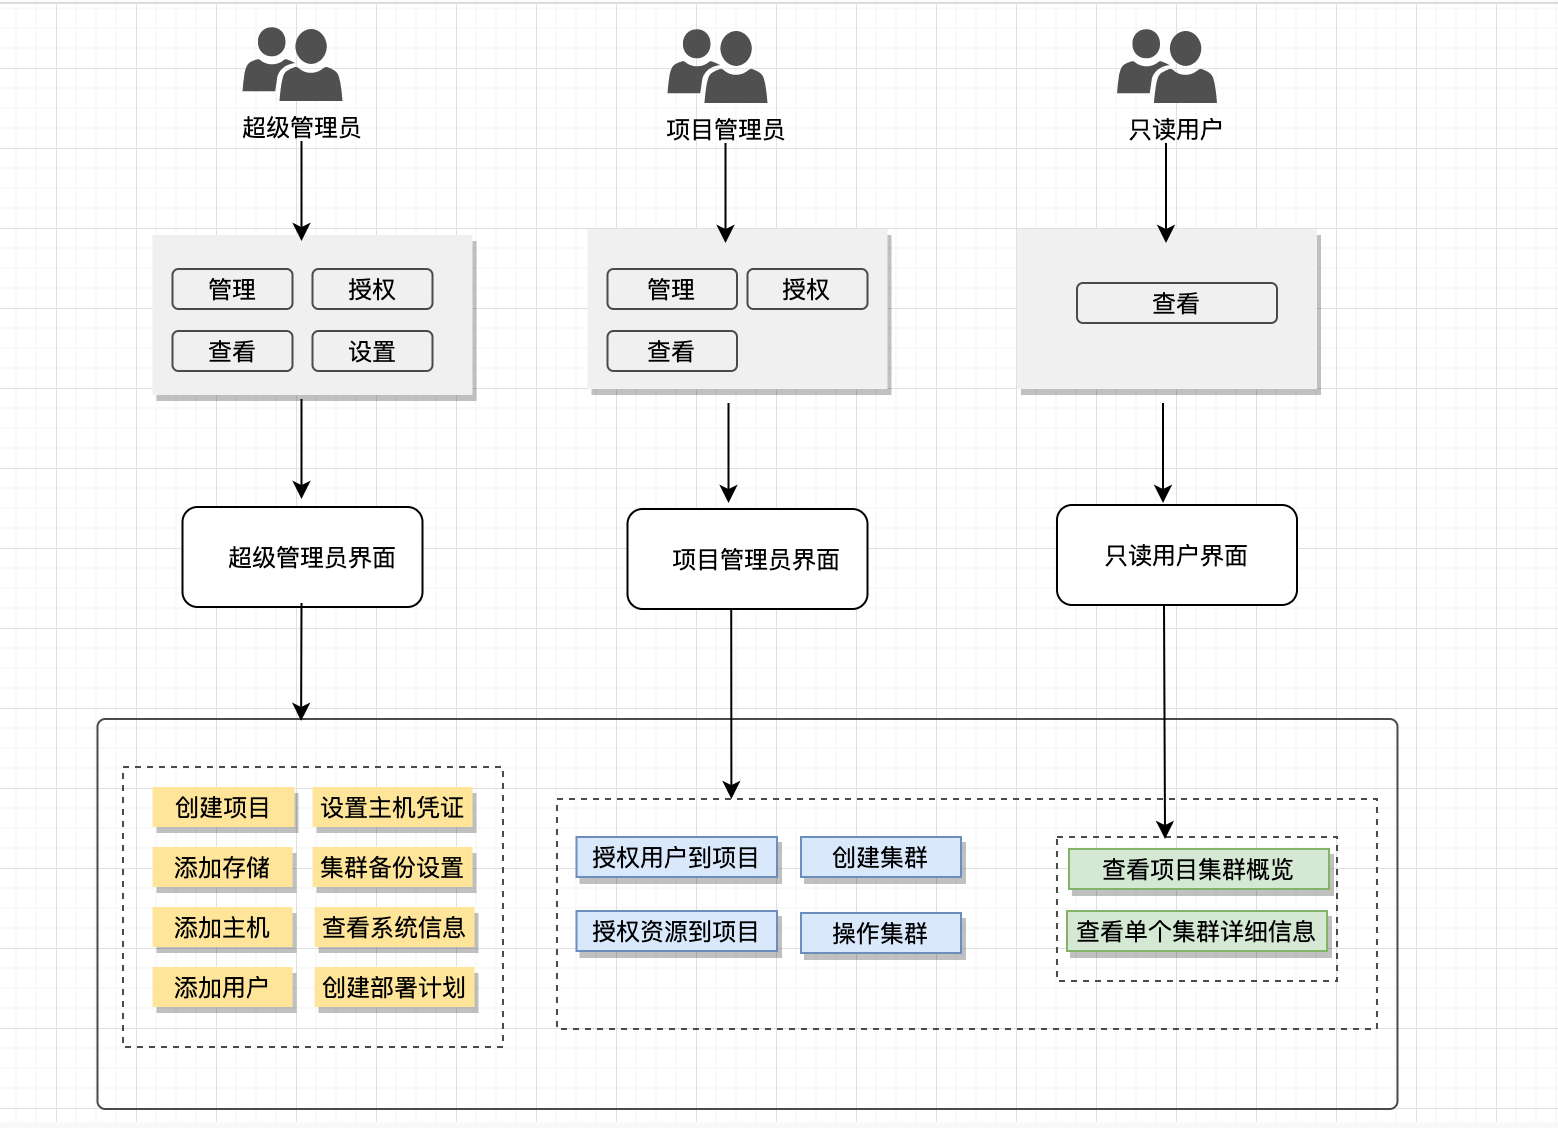 超级管理员
项目管理员
只读用户
管理
授权
查看
设置
管理
授权
查看
查看
超级管理员界面
项目管理员界面
只读用户界面
创建项目
设置主机凭证
添加存储
集群备份设置
添加主机
查看系统信息
添加用户
创建部署计划
授权用户到项目
创建集群
授权资源到项目
操作集群
查看项目集群概览
查看单个集群详细信息